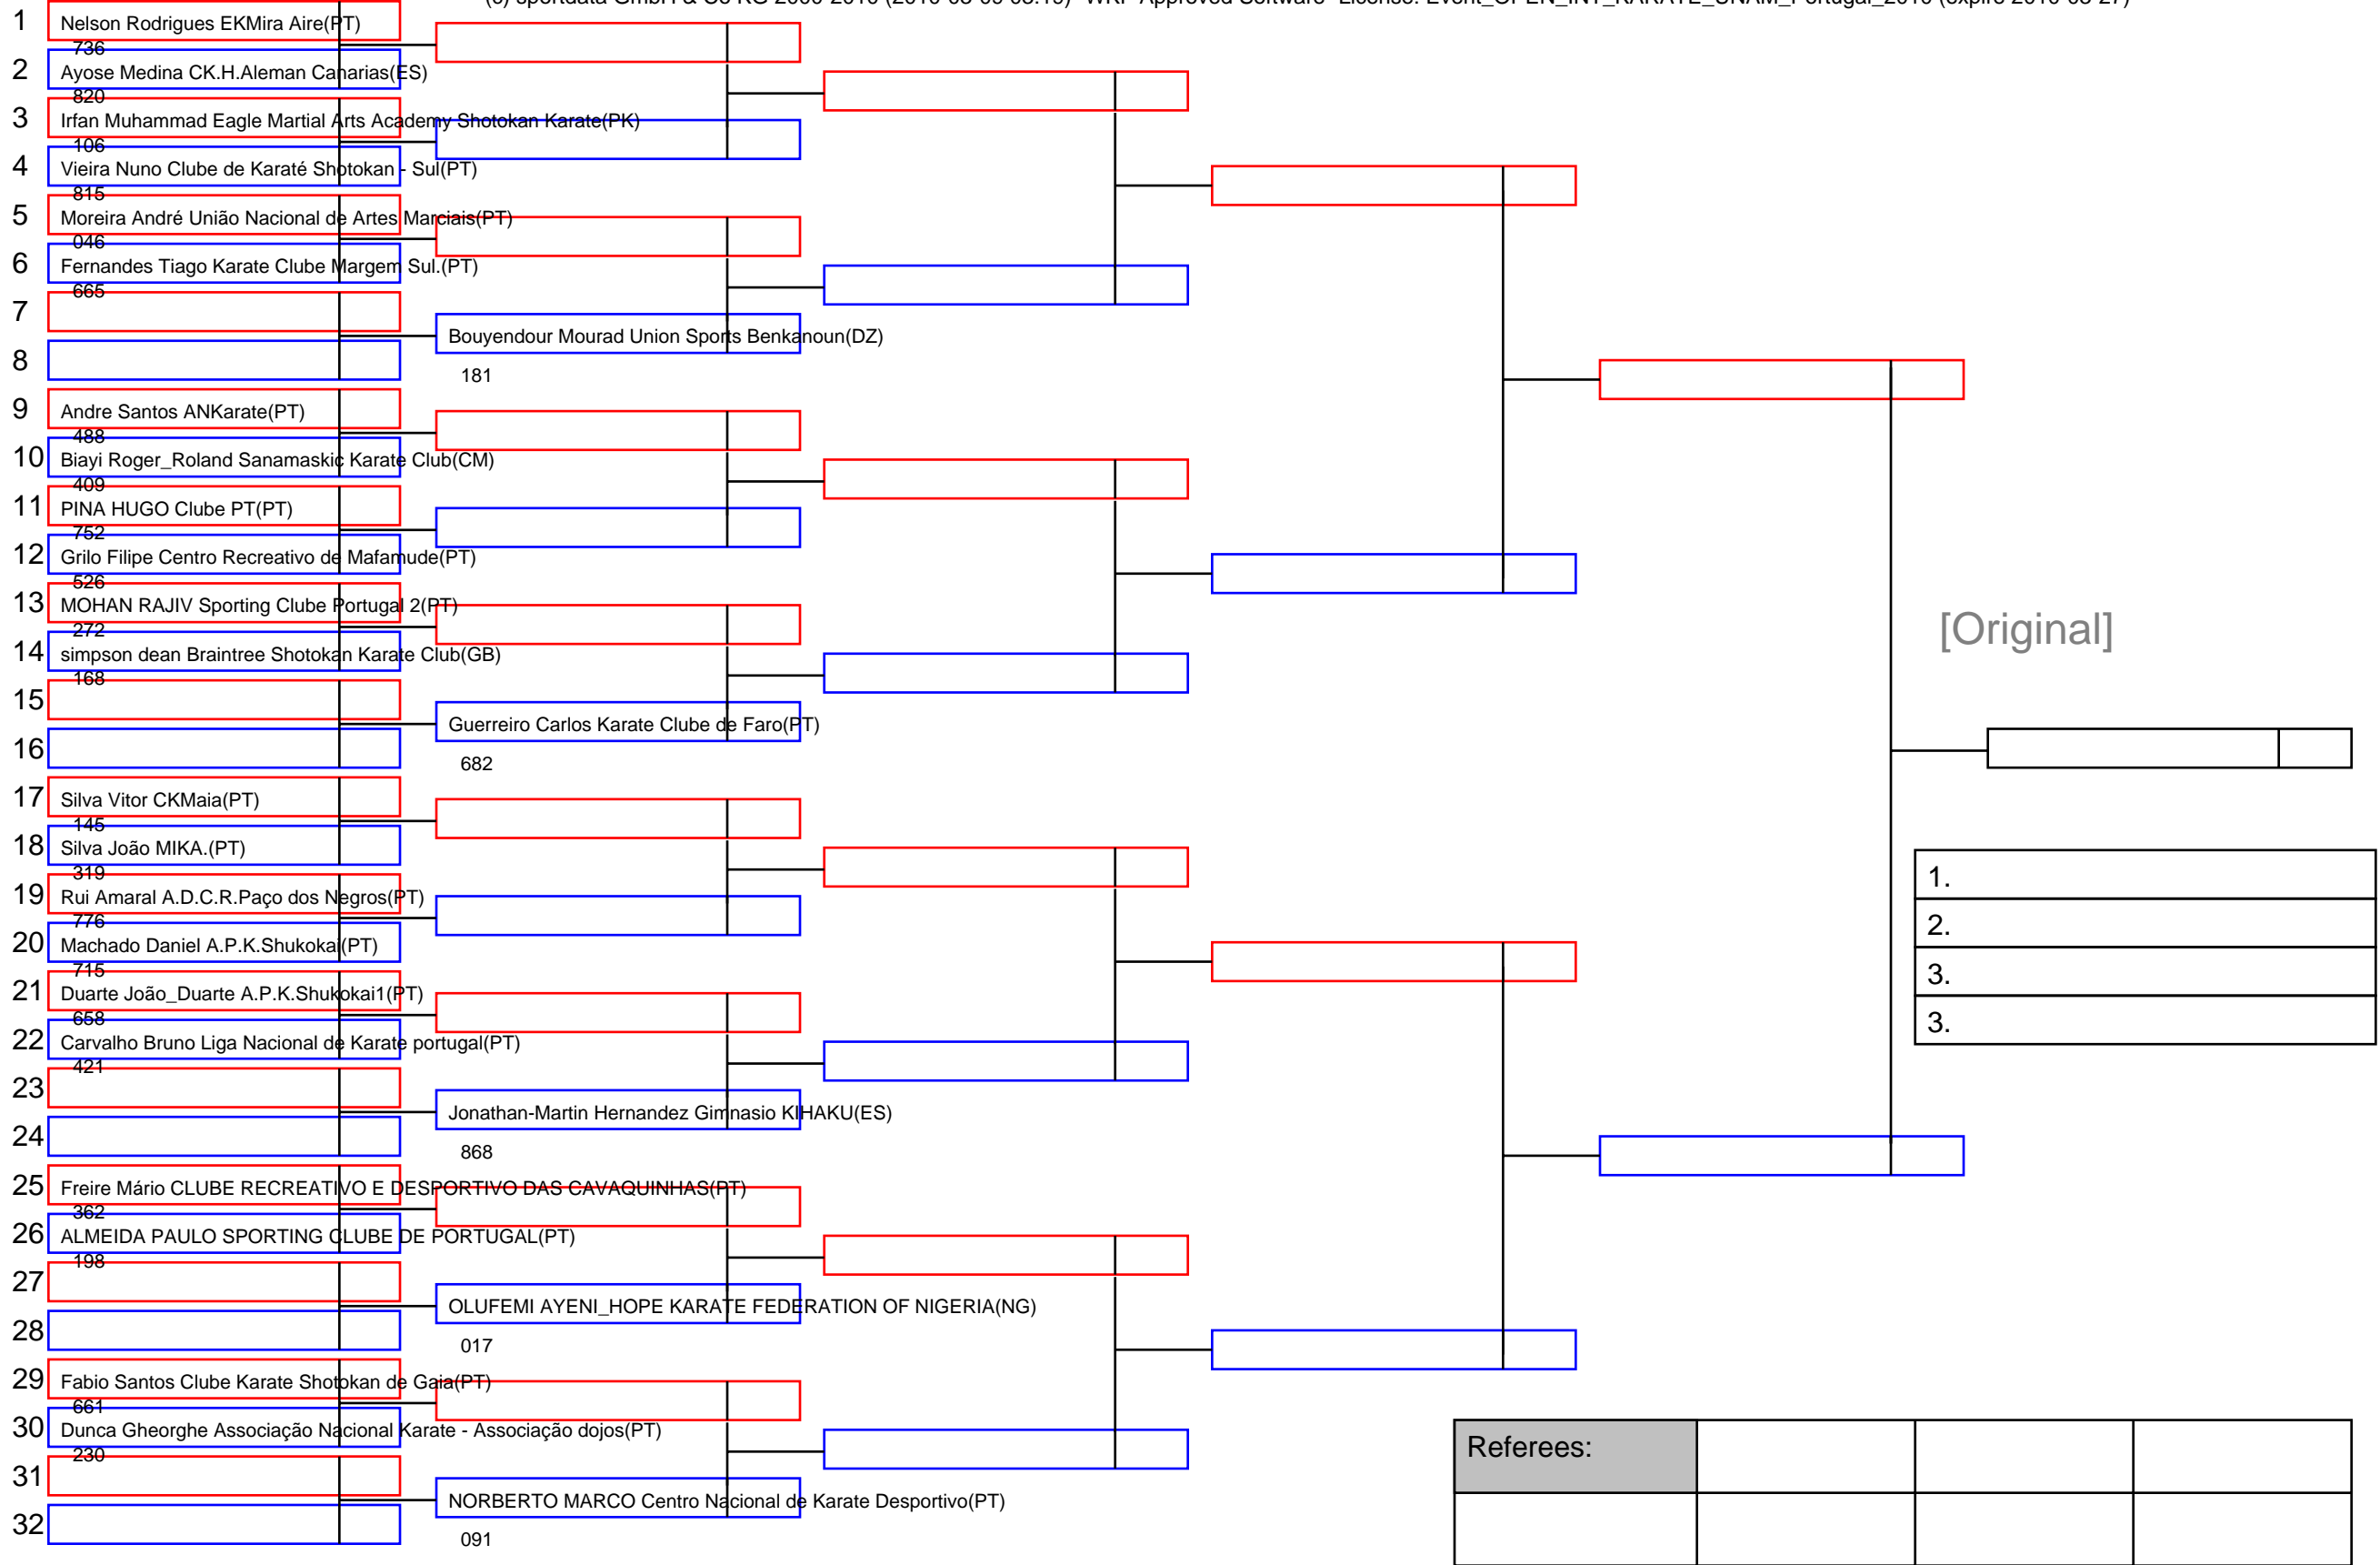 1 Nelson Rodrigues EKMira Aire(PT)
736
2 Ayose Medina CK.H.Aleman Canarias(ES)
820
3 Irfan Muhammad Eagle Martial Arts Academy Shotokan Karate(PK)
106
4 Vieira Nuno Clube de Karaté Shotokan - Sul(PT)
815
5 Moreira André União Nacional de Artes Marciais(PT)
046
6 Fernandes Tiago Karate Clube Margem Sul.(PT)
665
7
Bouyendour Mourad Union Sports Benkanoun(DZ)
8
181
9 Andre Santos ANKarate(PT)
488
10 Biayi Roger_Roland Sanamaskic Karate Club(CM)
409
11 PINA HUGO Clube PT(PT)
752
12 Grilo Filipe Centro Recreativo de Mafamude(PT)
526
13 MOHAN RAJIV Sporting Clube Portugal 2(PT)
272
[Original]
14 simpson dean Braintree Shotokan Karate Club(GB)
168
15
Guerreiro Carlos Karate Clube de Faro(PT)
16
682
17 Silva Vitor CKMaia(PT)
145
18 Silva João MIKA.(PT)
319
1.
19 Rui Amaral A.D.C.R.Paço dos Negros(PT)
776
2.
20 Machado Daniel A.P.K.Shukokai(PT)
715
3.
21 Duarte João_Duarte A.P.K.Shukokai1(PT)
658
3.
22 Carvalho Bruno Liga Nacional de Karate portugal(PT)
421
23
Jonathan-Martin Hernandez Gimnasio KIHAKU(ES)
24
868
25 Freire Mário CLUBE RECREATIVO E DESPORTIVO DAS CAVAQUINHAS(PT)
362
26 ALMEIDA PAULO SPORTING CLUBE DE PORTUGAL(PT)
198
27
OLUFEMI AYENI_HOPE KARATE FEDERATION OF NIGERIA(NG)
28
017
29 Fabio Santos Clube Karate Shotokan de Gaia(PT)
661
30 Dunca Gheorghe Associação Nacional Karate - Associação dojos(PT)
230
Referees:
31
NORBERTO MARCO Centro Nacional de Karate Desportivo(PT)
32
091